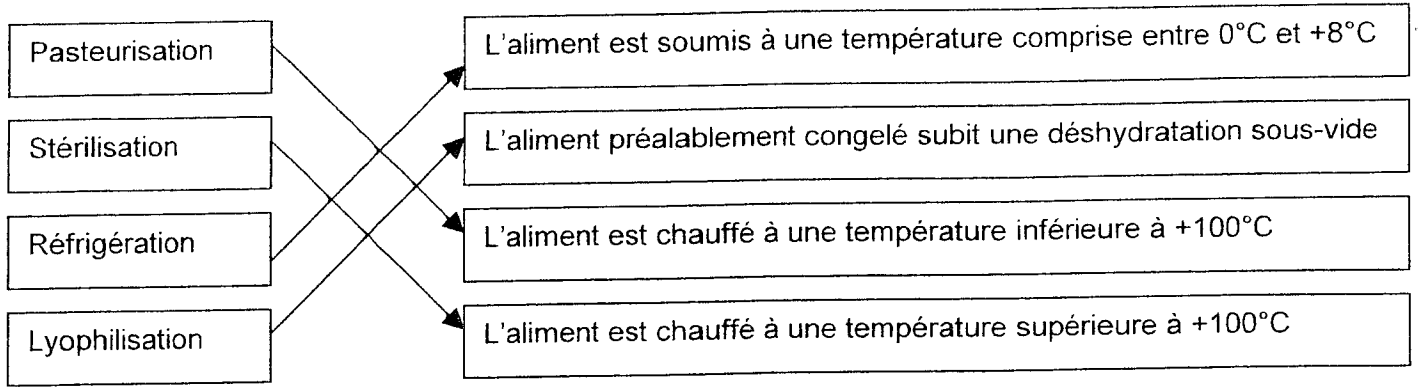 Pasteurisation
L'aliment est soumis à une température comprise entre 0°C et +8°C
Stérilisation
L'aliment préalablement congelé subit une déshydratation sous-vide
Réfrigération
L'aliment est chauffé à une température inférieure à +100°C
Lyophilisation
L'aliment est chauffé à une température supérieure à +100°C